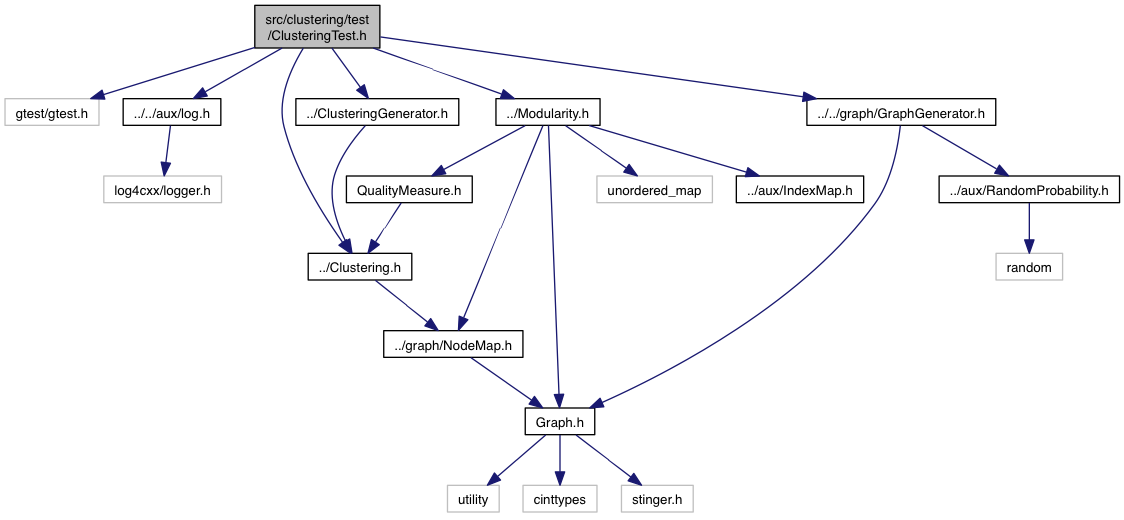 src/clustering/test
/ClusteringTest.h
gtest/gtest.h
../../aux/log.h
../ClusteringGenerator.h
../Modularity.h
../../graph/GraphGenerator.h
log4cxx/logger.h
QualityMeasure.h
unordered_map
../aux/IndexMap.h
../aux/RandomProbability.h
../Clustering.h
random
../graph/NodeMap.h
Graph.h
utility
cinttypes
stinger.h